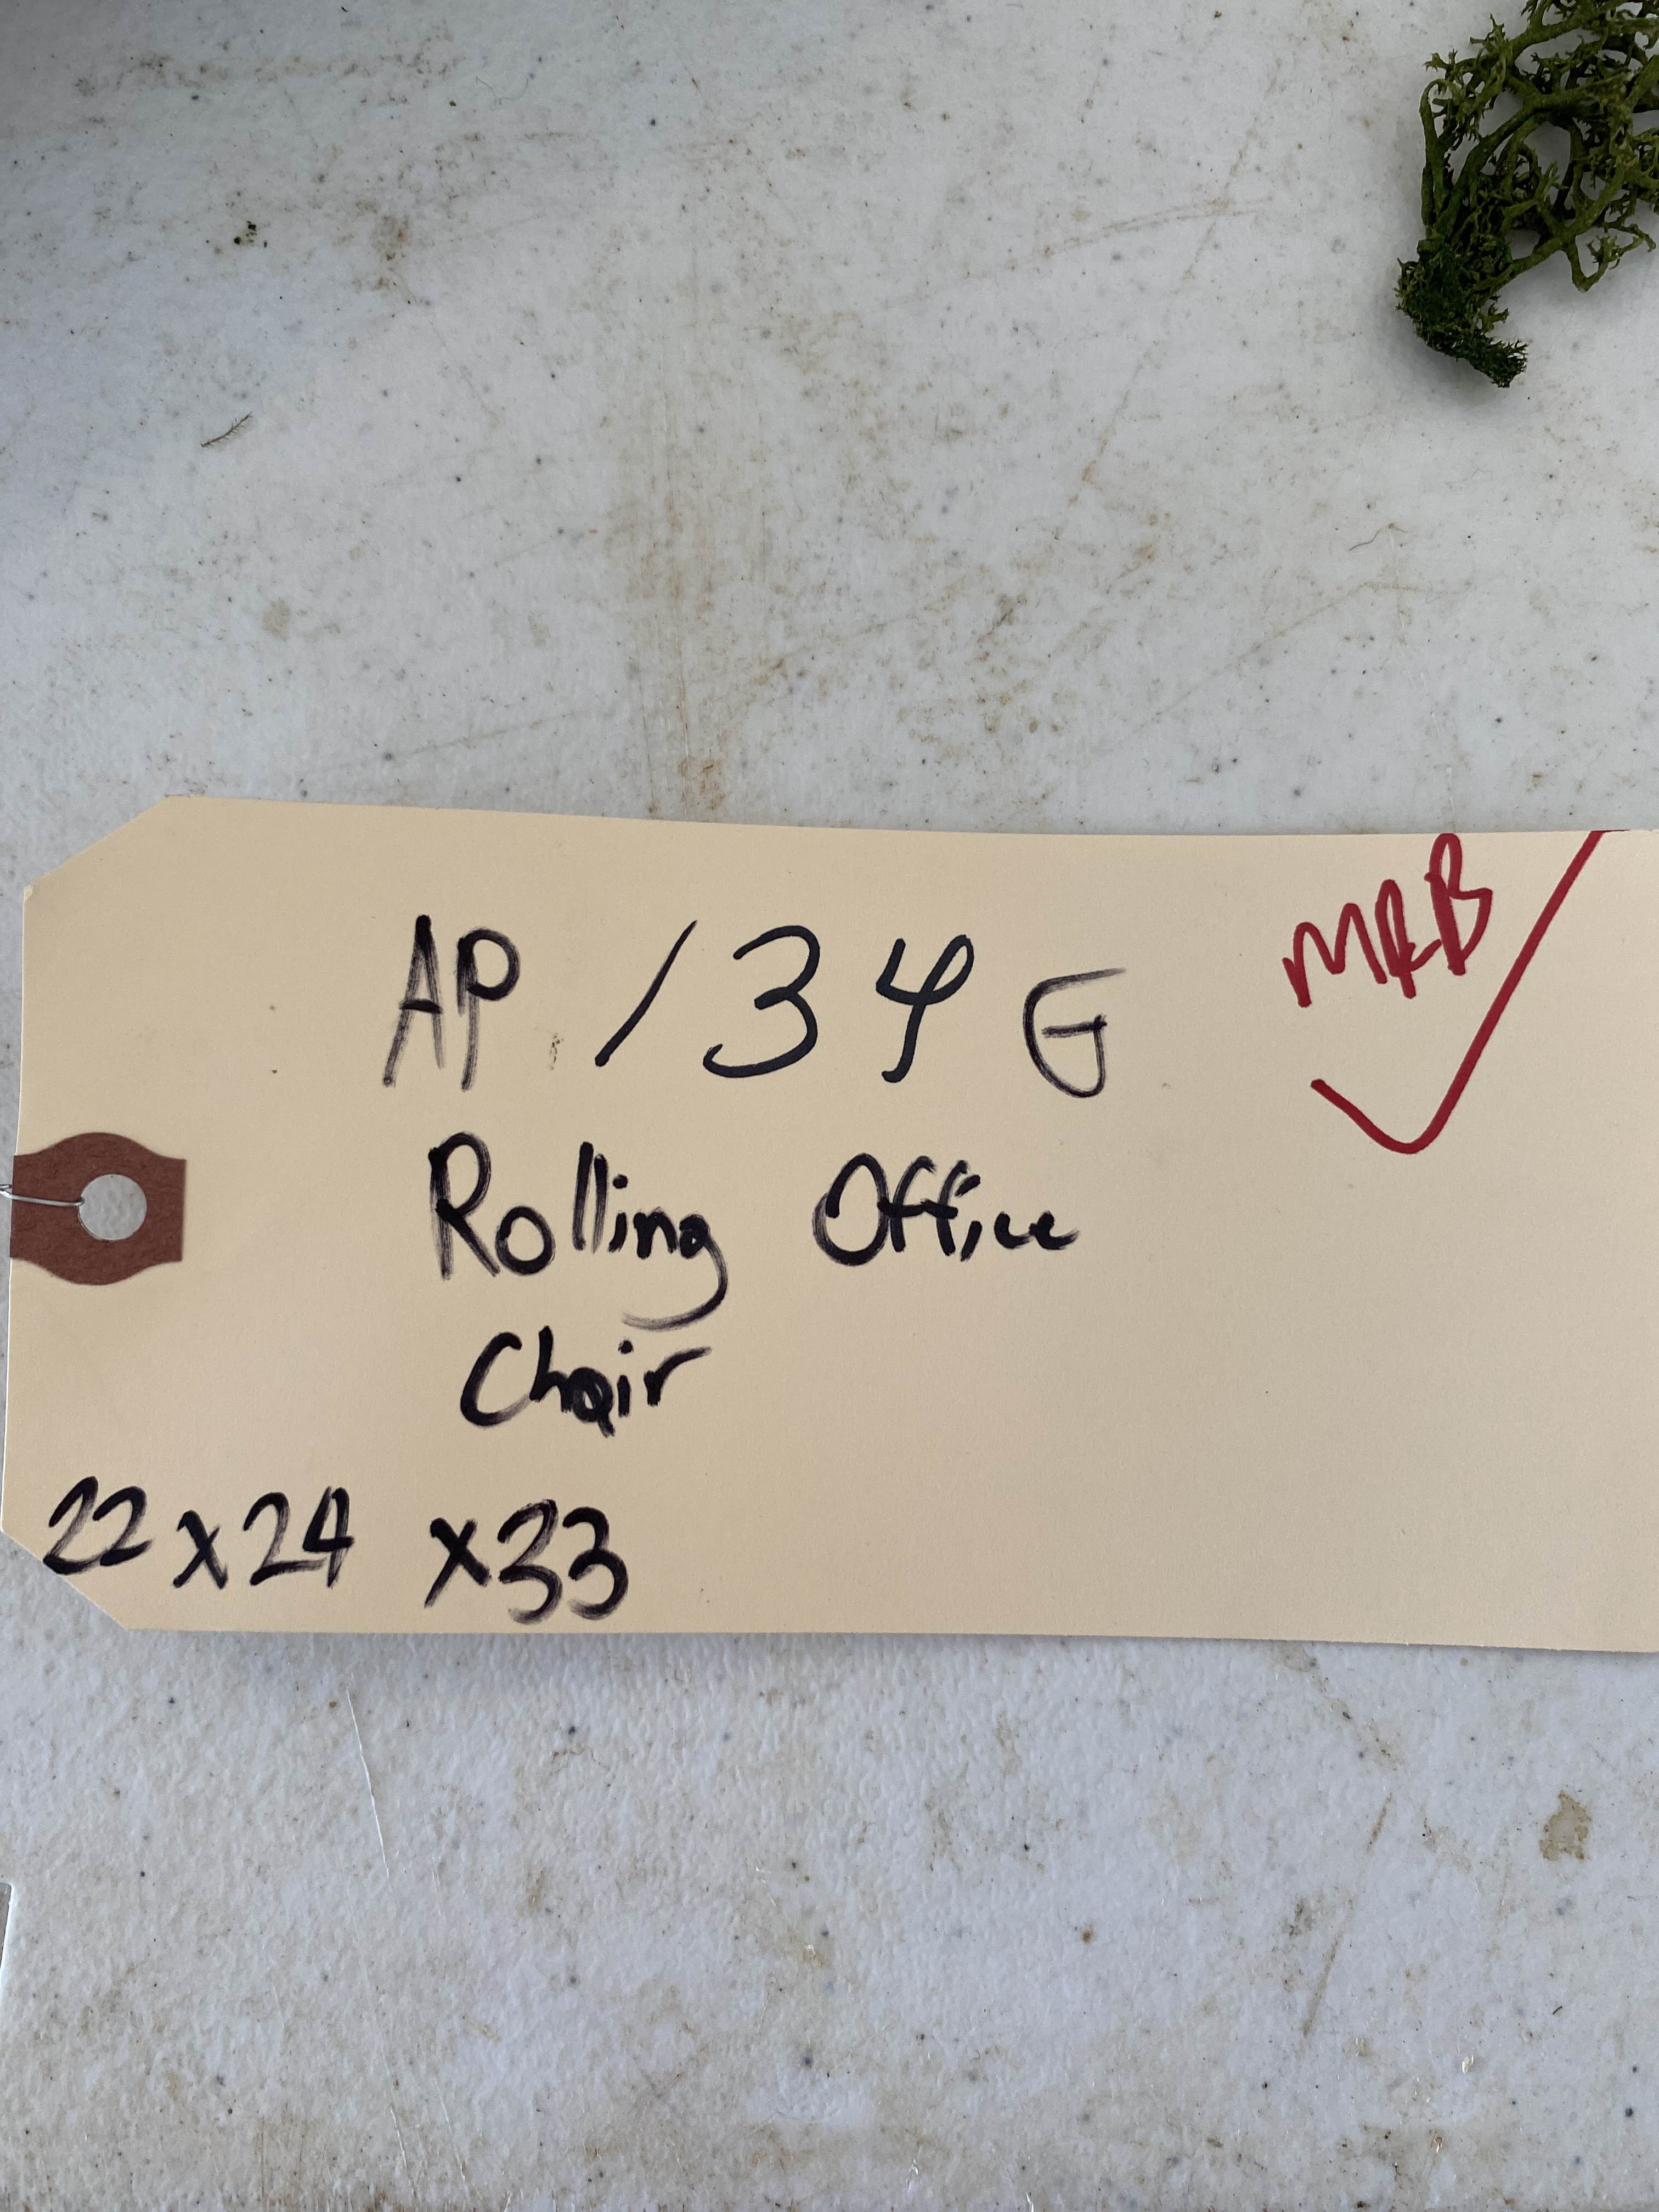 AP 134 G
MRB
Rolling Office
Chair
22 x 24 x 33